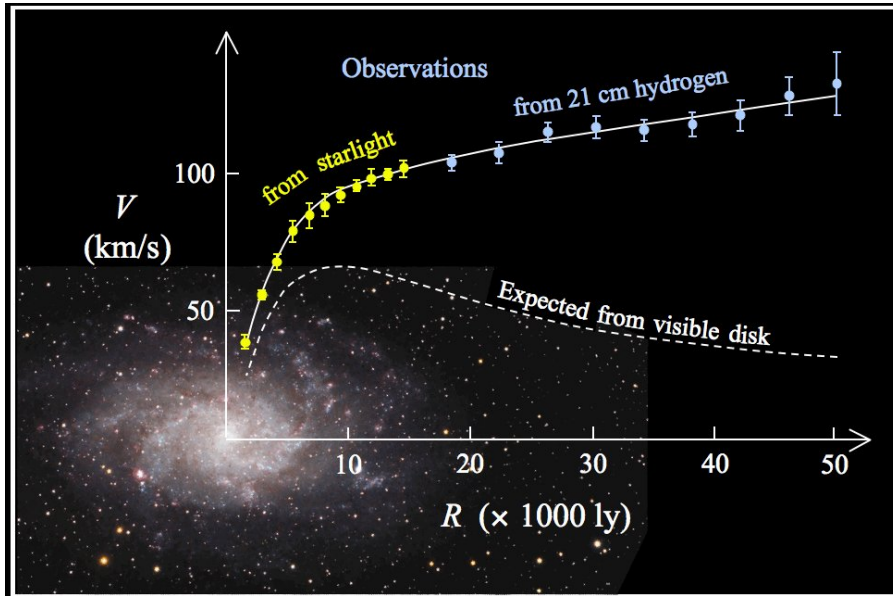 Observations
from 21 cm hydrogen
from starlight
100
V
(km/s)
50
Expected from visible disk
10
20
30
40
50
R (× 1000 ly)